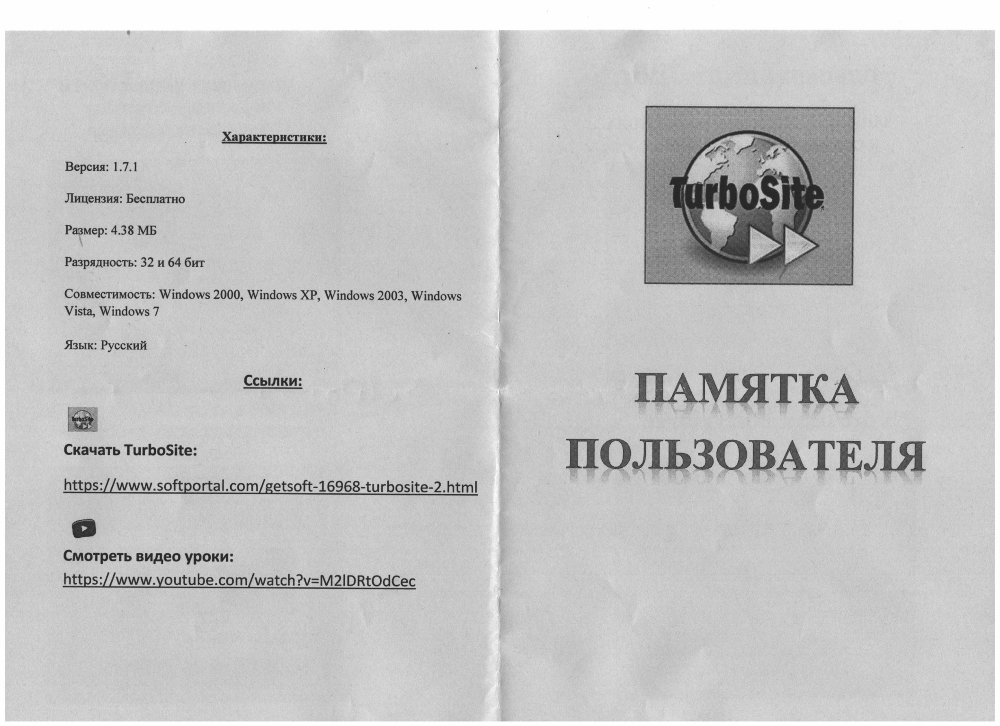 Характеристики:
Версия: 1.7.1
Лицензия: Бесплатно
Размер: 4.38 МБ
Разрядность: 32 и 64 бит
Совместимость: Windows 2000, Windows XP, Windows 2003, Windows
Vista, Windows 7
Язык: Русский
Ссылки:
TurboSite
Скачать TurboSite:
https://www.softportal.com/getsoft-16968-turbosite-2.html
Смотреть видео уроки:
https://www.youtube.com/watch?v=M2lDRtOdCec
TurboSite
ПАМЯТКА
ПОЛЬЗОВАТЕЛЯ